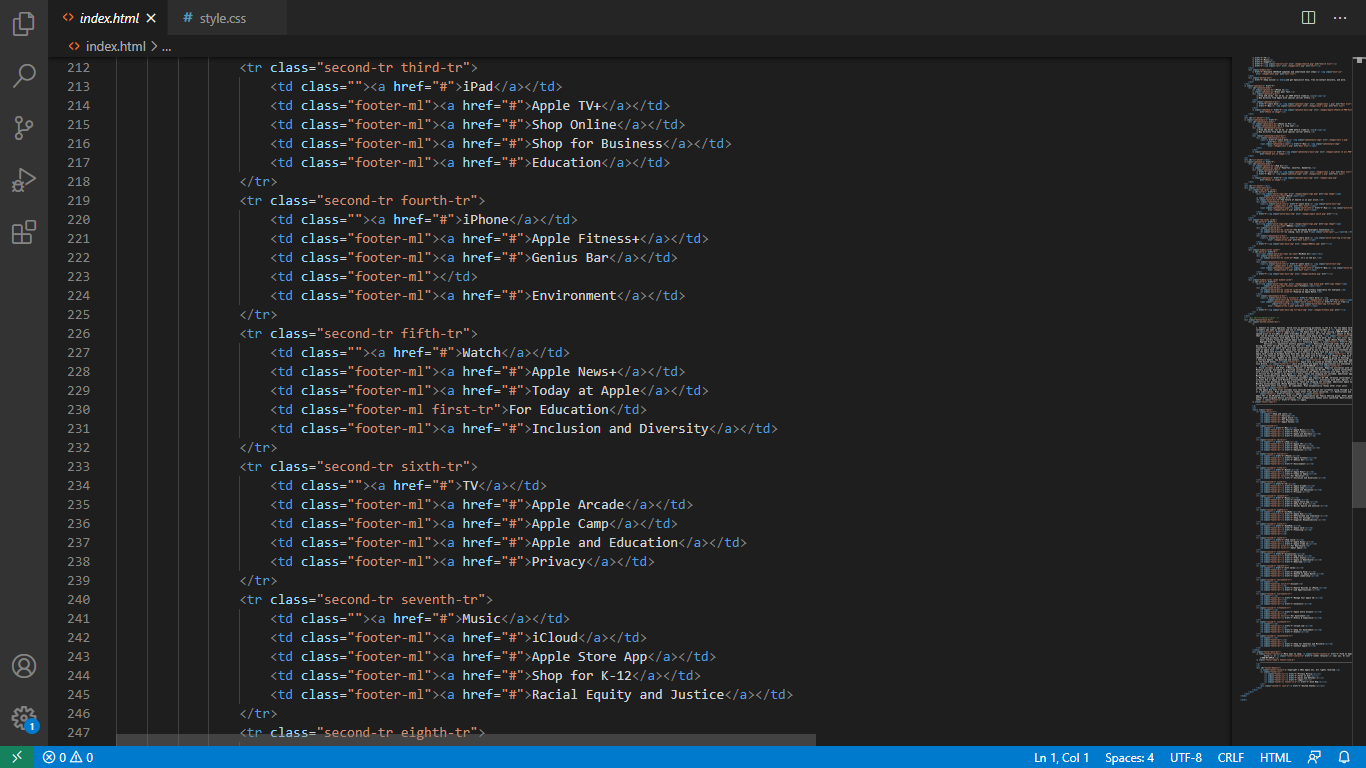 index.html
style.css
index.html > ...
212 <tr class="second-tr third-tr">
213 <td class=""><a href="#">iPad</a></td>
214 <td class="footer-ml"><a href="#">Apple TV+</a></td>
215 <td class="footer-ml"><a href="#">Shop Online</a></td>
216 <td class="footer-ml"><a href="#">Shop for Business</a></td>
217 <td class="footer-ml"><a href="#">Education</a></td>
218 </tr>
219 <tr class="second-tr fourth-tr">
220 <td class=""><a href="#">iPhone</a></td>
221 <td class="footer-ml"><a href="#">Apple Fitness+</a></td>
222 <td class="footer-ml"><a href="#">Genius Bar</a></td>
223 <td class="footer-ml"></td>
224 <td class="footer-ml"><a href="#">Environment</a></td>
225 </tr>
226 <tr class="second-tr fifth-tr">
227 <td class=""><a href="#">Watch</a></td>
228 <td class="footer-ml"><a href="#">Apple News+</a></td>
229 <td class="footer-ml"><a href="#">Today at Apple</a></td>
230 <td class="footer-ml first-tr">For Education</td>
231 <td class="footer-ml"><a href="#">Inclusion and Diversity</a></td>
232 </tr>
233 <tr class="second-tr sixth-tr">
234 <td class=""><a href="#">TV</a></td>
235 <td class="footer-ml"><a href="#">Apple Arcade</a></td>
236 <td class="footer-ml"><a href="#">Apple Camp</a></td>
237 <td class="footer-ml"><a href="#">Apple and Education</a></td>
238 <td class="footer-ml"><a href="#">Privacy</a></td>
239 </tr>
240 <tr class="second-tr seventh-tr">
241 <td class=""><a href="#">Music</a></td>
242 <td class="footer-ml"><a href="#">iCloud</a></td>
243 <td class="footer-ml"><a href="#">Apple Store App</a></td>
244 <td class="footer-ml"><a href="#">Shop for K-12</a></td>
245 <td class="footer-ml"><a href="#">Racial Equity and Justice</a></td>
246 </tr>
247 <tr class="second-tr eighth-tr">
1
0 0
Ln 1, Col 1
Spaces: 4
UTF-8
CRLF
HTML